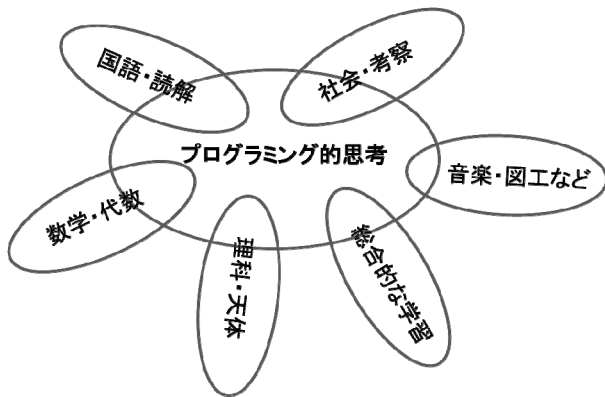 国語・読解
社会・考察
プログラミング的思考
音楽・図工など
数学・代数
理科・天体
総合的な学習